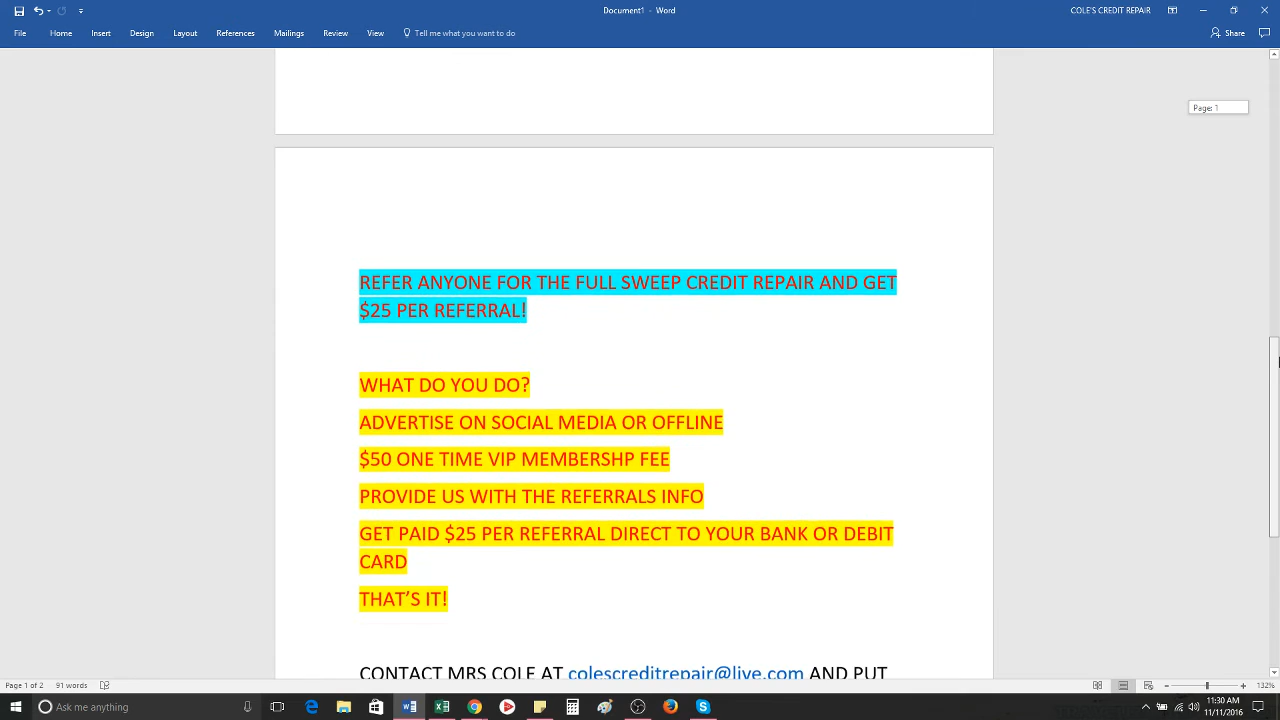 Document1 - Word
COLE'S CREDIT REPAIR
File Home Insert Design Layout References Mailings Review View Tell me what you want to do
Share
Page: 1
REFER ANYONE FOR THE FULL SWEEP CREDIT REPAIR AND GET
$25 PER REFERRAL!
WHAT DO YOU DO?
ADVERTISE ON SOCIAL MEDIA OR OFFLINE
$50 ONE TIME VIP MEMBERSHP FEE
PROVIDE US WITH THE REFERRALS INFO
GET PAID $25 PER REFERRAL DIRECT TO YOUR BANK OR DEBIT
CARD
THAT'S IT!
CONTACT MRS COLE AT colescreditrepair@live.com AND PUT
Page 1 of 2 91 words
132%
Ask me anything
11:30 AM
11/11/2016